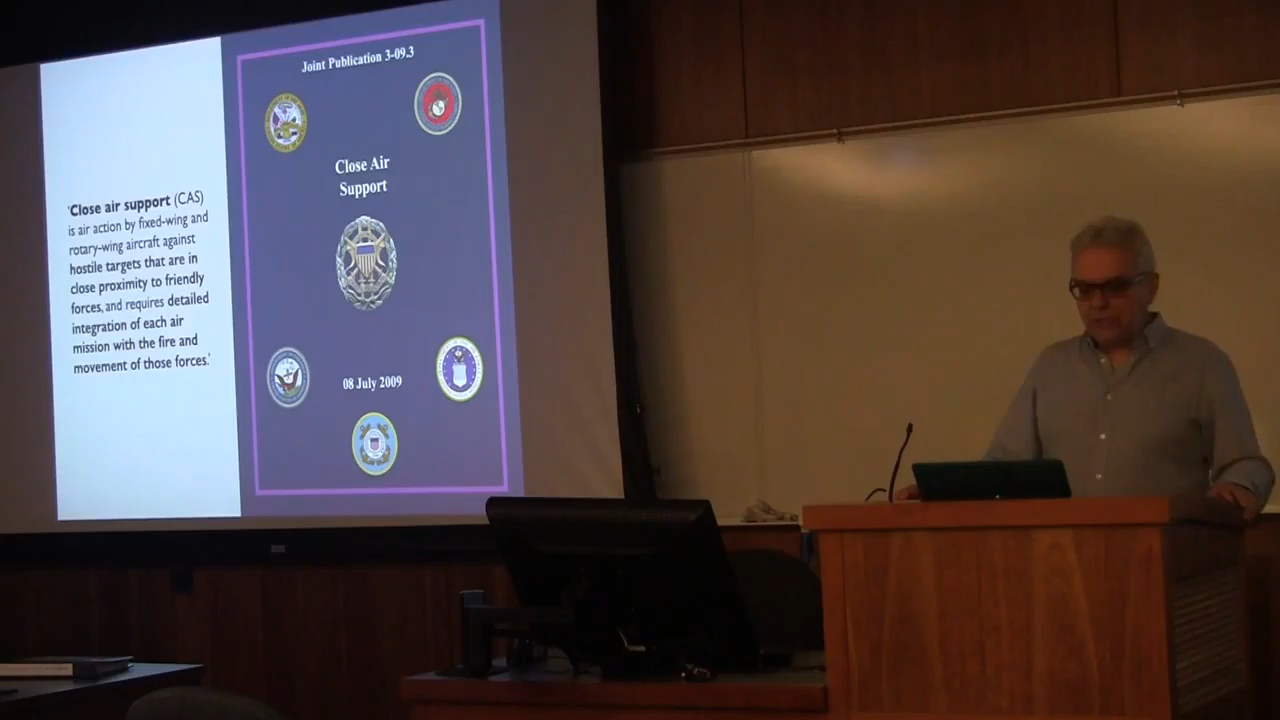 'Close air support (CAS)
is air action by fixed-wing and
rotary-wing aircraft against
hostile targets that are in
close proximity to friendly
forces, and requires detailed
integration of each air
mission with the fire and
movement of those forces.'
Joint Publication 3-09.3
Close Air
Support
08 July 2009